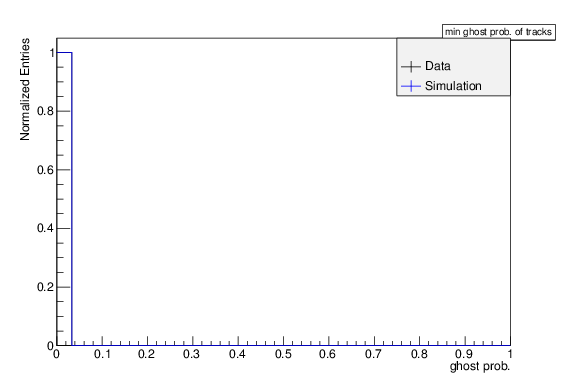 min ghost prob. of tracks
Data
Simulation
Normalized Entries
1
0.8
0.6
0.4
0.2
0
0 0.1 0.2 0.3 0.4 0.5 0.6 0.7 0.8 0.9 1
ghost prob.